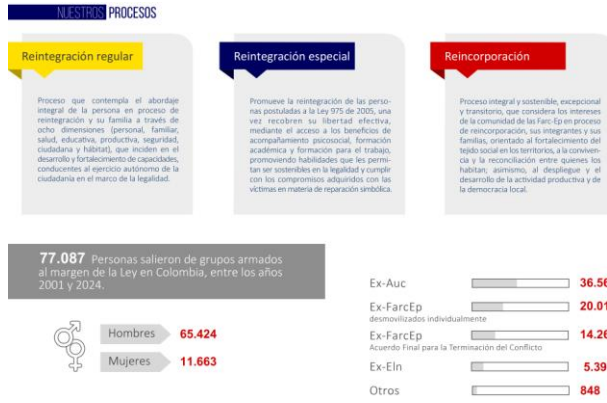 NUESTROS PROCESOS
Reintegración regular
Proceso que contempla el abordaje
integral de la persona en proceso de
reintegración y su familia a través de
ocho dimensiones (personal, familiar,
salud, educativa, productiva, seguridad,
ciudadana y hábitat), que inciden en el
desarrollo y fortalecimiento de capacidades,
conducentes al ejercicio autónomo de la
ciudadanía en el marco de la legalidad.
Reintegración especial
Promueve la reintegración de las perso-
nas postuladas a la Ley 975 de 2005, una
vez recobren su libertad efectiva,
mediante el acceso a los beneficios de
acompañamiento psicosocial, formación
académica y formación para el trabajo,
promoviendo habilidades que les permi-
tan ser sostenibles en la legalidad y cumplir
con los compromisos adquiridos con las
víctimas en materia de reparación simbólica.
Reincorporación
Proceso integral y sostenible, excepcional
y transitorio, que considera los intereses
de la comunidad de las Farc-Ep en proceso
de reincorporación, sus integrantes y sus
familias, orientado al fortalecimiento del
tejido social en los territorios, a la conviven-
cia y la reconciliación entre quienes los
habitan; asimismo, al despliegue y el
desarrollo de la actividad productiva y de
la democracia local.
77.087 Personas salieron de grupos armados
al margen de la Ley en Colombia, entre los años
2001 y 2024.
Hombres 65.424
Mujeres 11.663
Ex-Auc 36.56
Ex-FarcEp 20.01
desmovilizados individualmente
Ex-FarcEp 14.26
Acuerdo Final para la Terminación del Conflicto
Ex-Eln 5.39
Otros 848